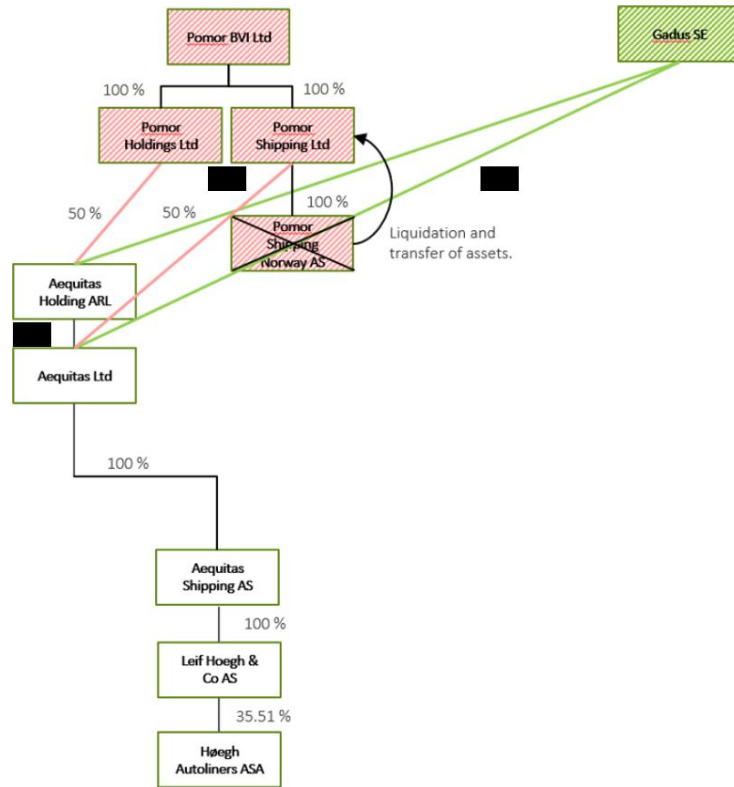 Pomor BVI Ltd
Gadus SE
100 %
100 %
Pomor
Holdings Ltd
Pomor
Shipping Ltd
50 %
50 %
100 %
Pomor
Shipping
Norway AS
Liquidation and
transfer of assets.
Aequitas
Holding ARL
Aequitas Ltd
100 %
Aequitas
Shipping AS
100 %
Leif Hoegh &
Co AS
35.51 %
Høegh
Autoliners ASA